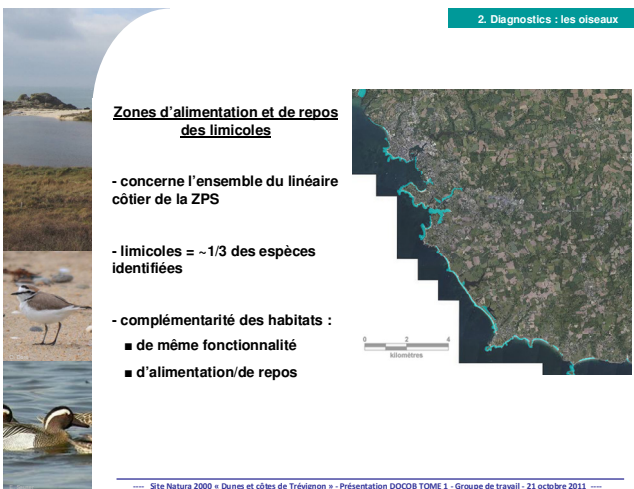 2. Diagnostics : les oiseaux
Zones d'alimentation et de repos
des limicoles
- concerne l'ensemble du linéaire
côtier de la ZPS
- limicoles = ~1/3 des espèces
identifiées
- complémentarité des habitats :
■ de même fonctionnalité
■ d'alimentation/de repos
0 2 4
kilomètres
---- Site Natura 2000 « Dunes et côtes de Trévignon » - Présentation DOCOB TOME 1 - Groupe de travail - 21 octobre 2011 ----